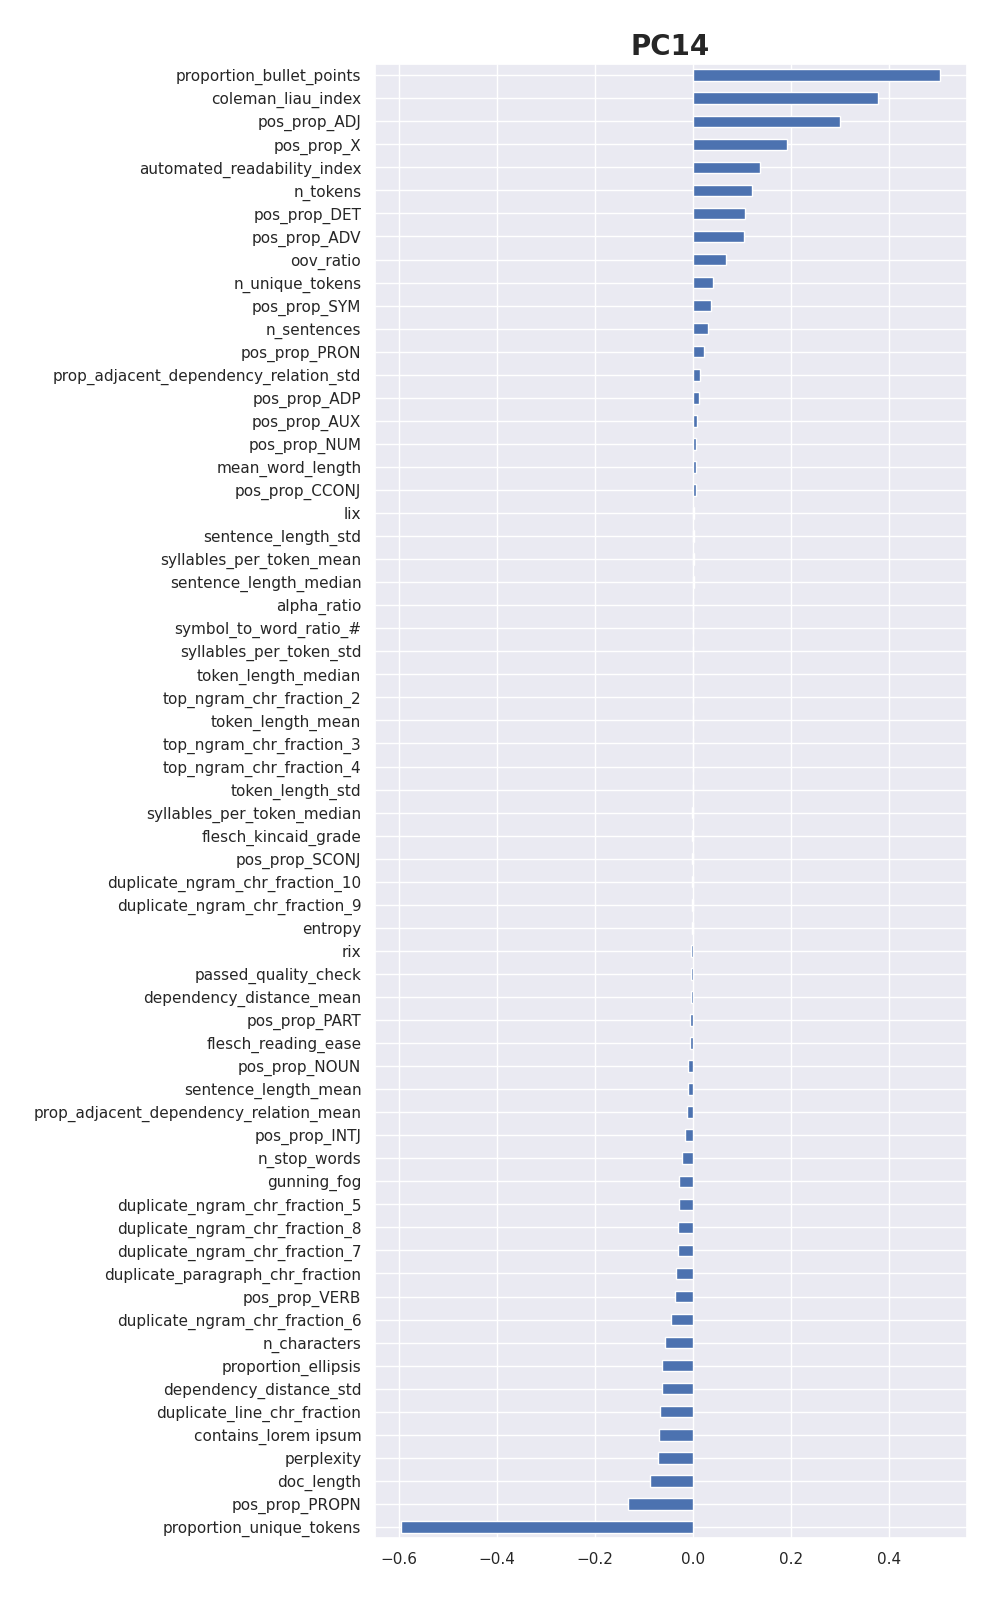 PC14
proportion_bullet_points
coleman_liau_index
pos_prop_ADJ
pos_prop_X
automated_readability_index
n_tokens
pos_prop_DET
pos_prop_ADV
oov_ratio
n_unique_tokens
pos_prop_SYM
n_sentences
pos_prop_PRON
prop_adjacent_dependency_relation_std
pos_prop_ADP
pos_prop_AUX
pos_prop_NUM
mean_word_length
pos_prop_CCONJ
lix
sentence_length_std
syllables_per_token_mean
sentence_length_median
alpha_ratio
symbol_to_word_ratio_#
syllables_per_token_std
token_length_median
top_ngram_chr_fraction_2
token_length_mean
top_ngram_chr_fraction_3
top_ngram_chr_fraction_4
token_length_std
syllables_per_token_median
flesch_kincaid_grade
pos_prop_SCONJ
duplicate_ngram_chr_fraction_10
duplicate_ngram_chr_fraction_9
entropy
rix
passed_quality_check
dependency_distance_mean
pos_prop_PART
flesch_reading_ease
pos_prop_NOUN
sentence_length_mean
prop_adjacent_dependency_relation_mean
pos_prop_INTJ
n_stop_words
gunning_fog
duplicate_ngram_chr_fraction_5
duplicate_ngram_chr_fraction_8
duplicate_ngram_chr_fraction_7
duplicate_paragraph_chr_fraction
pos_prop_VERB
duplicate_ngram_chr_fraction_6
n_characters
proportion_ellipsis
dependency_distance_std
duplicate_line_chr_fraction
contains_lorem ipsum
perplexity
doc_length
pos_prop_PROPN
proportion_unique_tokens
−0.6 −0.4 −0.2 0.0 0.2 0.4